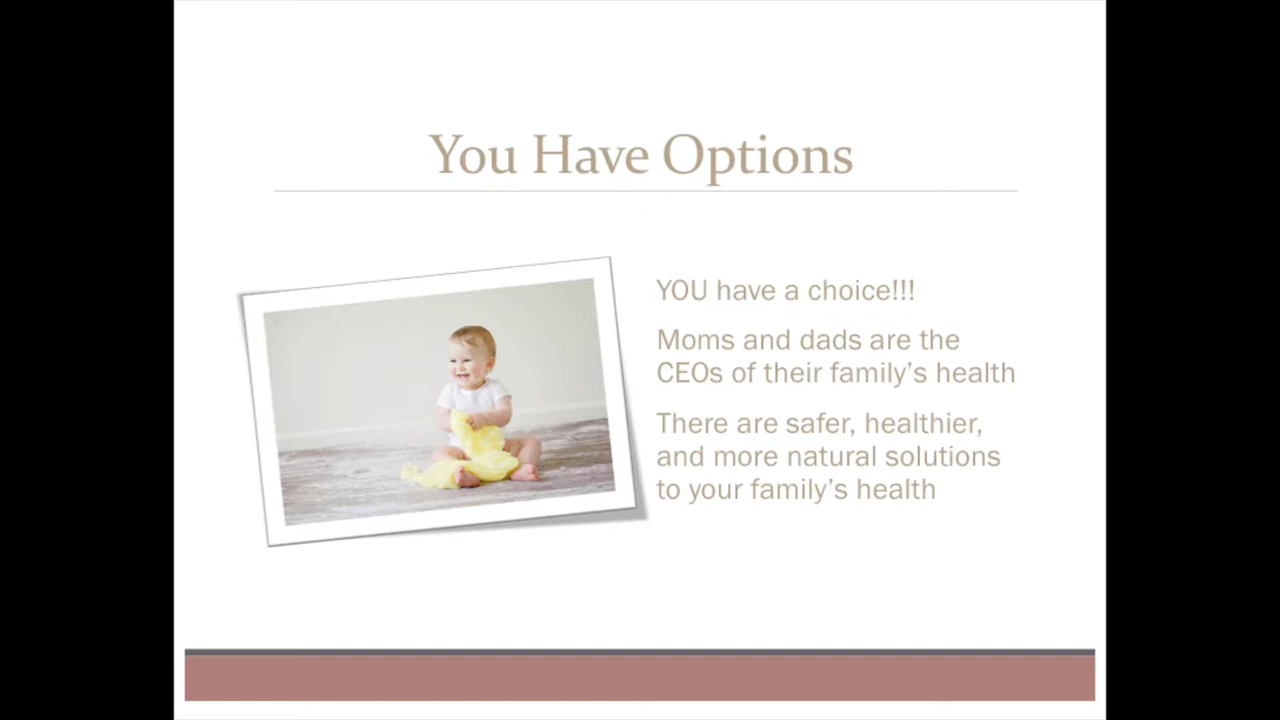 You Have Options
YOU have a choice!!!
Moms and dads are the
CEOs of their family’s health
There are safer, healthier,
and more natural solutions
to your family’s health